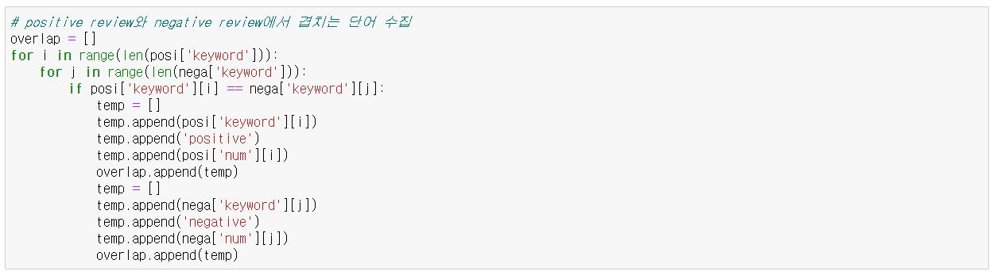 # positive review와 negative review에서 겹치는 단어 수집
overlap = []
for i in range(len(posi['keyword'])):
    for j in range(len(nega['keyword'])):
        if posi['keyword'][i] == nega['keyword'][j]:
            temp = []
            temp.append(posi['keyword'][i])
            temp.append('positive')
            temp.append(posi['num'][i])
            overlap.append(temp)
            temp = []
            temp.append(nega['keyword'][j])
            temp.append('negative')
            temp.append(nega['num'][j])
            overlap.append(temp)